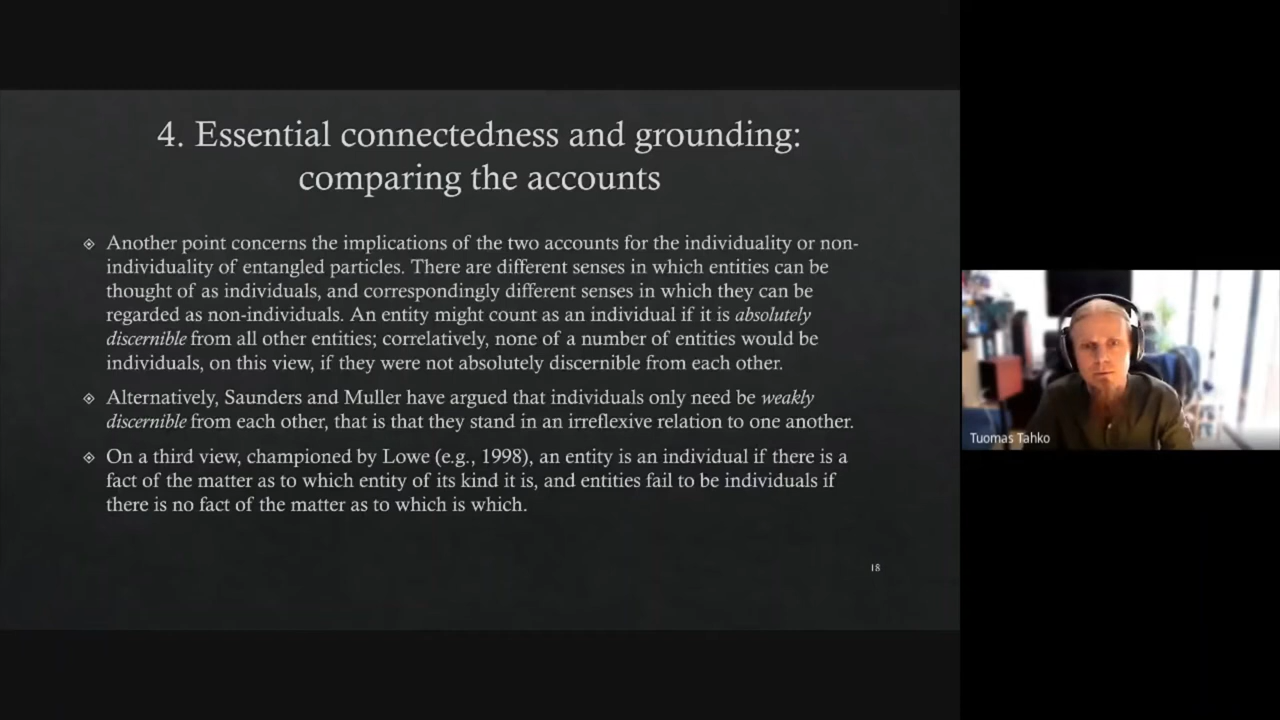 4. Essential connectedness and grounding:
comparing the accounts
Another point concerns the implications of the two accounts for the individuality or non-
individuality of entangled particles. There are different senses in which entities can be
thought of as individuals, and correspondingly different senses in which they can be
regarded as non-individuals. An entity might count as an individual if it is absolutely
discernible from all other entities; correlatively, none of a number of entities would be
individuals, on this view, if they were not absolutely discernible from each other.
Alternatively, Saunders and Muller have argued that individuals only need be weakly
discernible from each other, that is that they stand in an irreflexive relation to one another.
On a third view, championed by Lowe (e.g., 1998), an entity is an individual if there is a
fact of the matter as to which entity of its kind it is, and entities fail to be individuals if
there is no fact of the matter as to which is which.
18
Tuomas Tahko